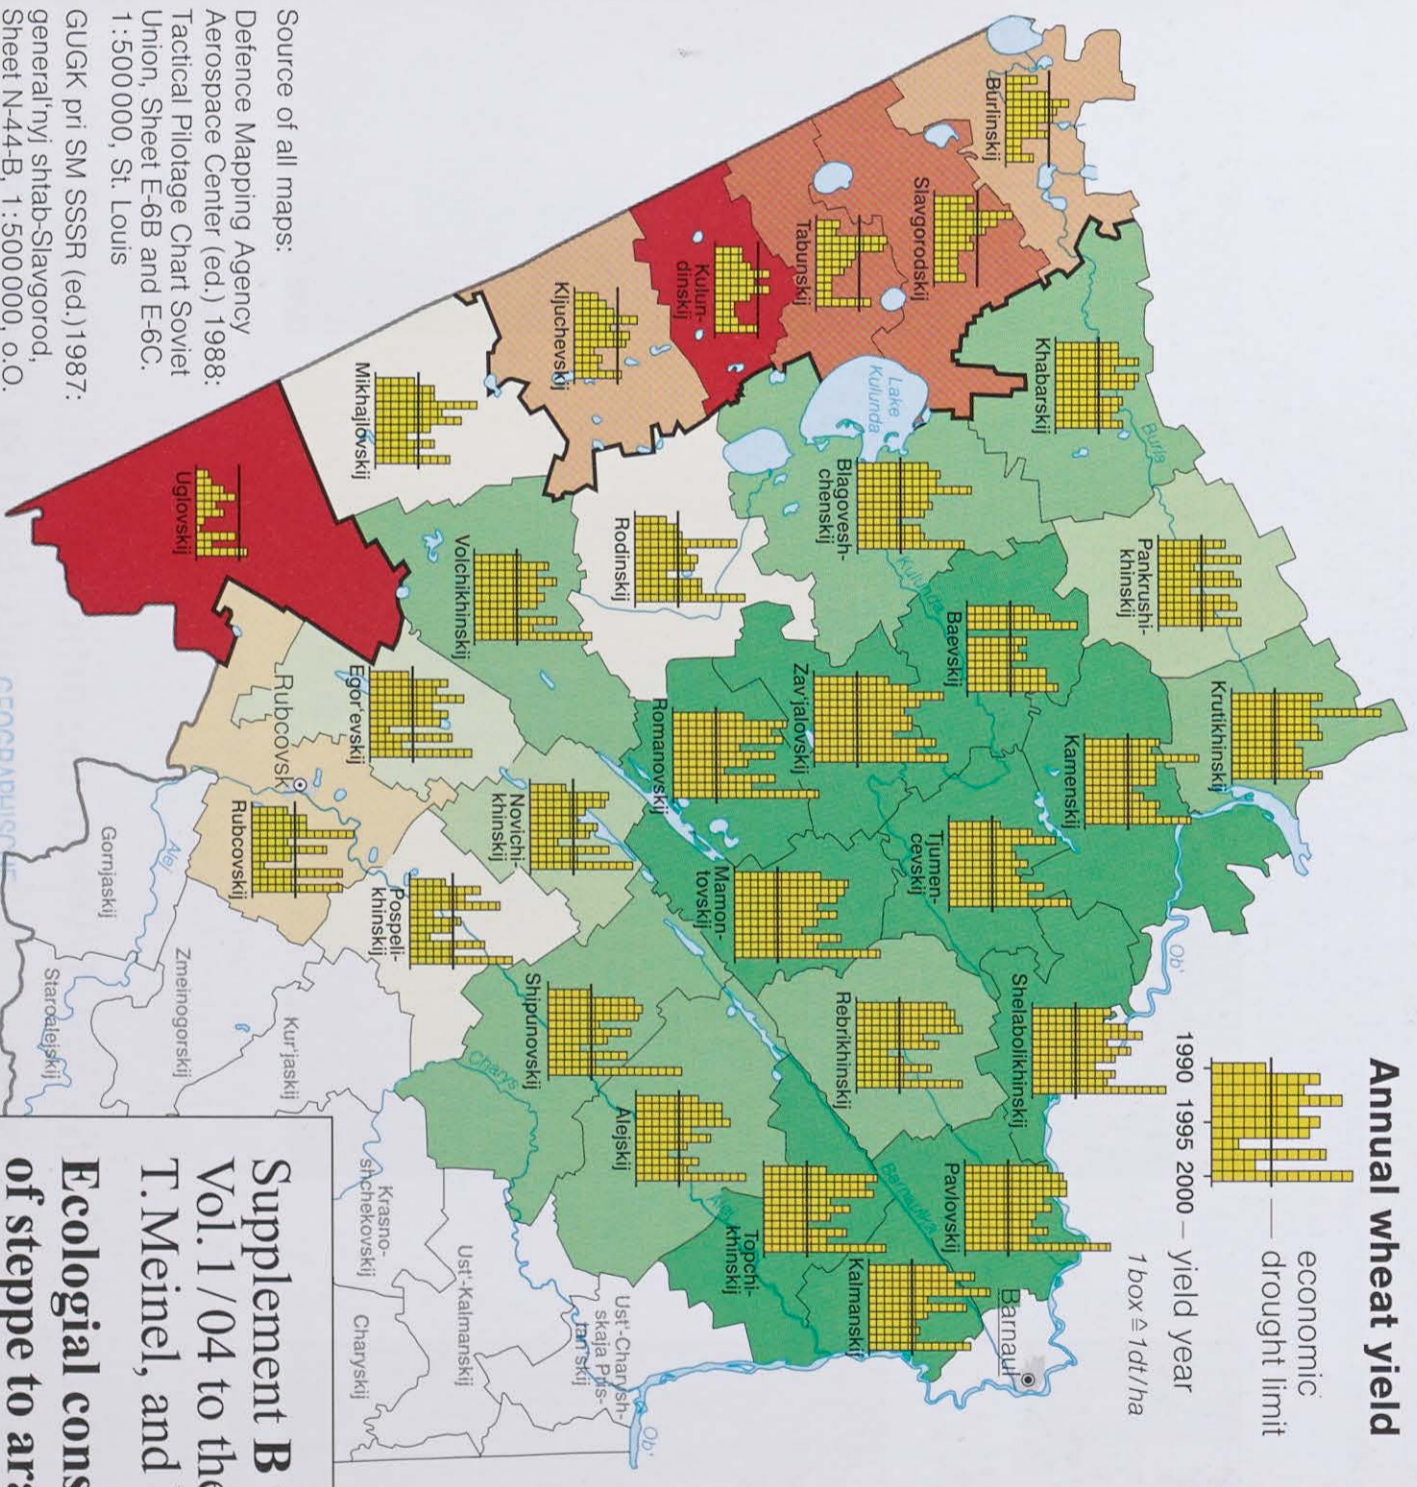 Annual wheat yield
economic
drought limit
1990 1995 2000 – yield year
1 box ≙ 1dt/ha
Burlinskij
Slavgorodskij
Tabunskij
Kulun-
dinskij
Kljuchevskij
Mikhajlovskij
Uglovskij
Khabarskij
Burla
Lake
Kulunda
Blagovesh-
chenskij
Kulunda
Rodinskij
Volchikhinskij
Pankrushi-
khinskij
Baevskij
Zav'jalovskij
Romanovskij
Egor'evskij
Rubcovsk
Rubcovskij
Krutikhinskij
Kamenskij
Tjumen-
cevskij
Mamon-
tovskij
Novichi-
khinskij
Pospeli-
khinskij
Ob'
Shelabolikhinskij
Rebrikhinskij
Shipunovskij
Charys
Alejskij
Alej
Pavlovskij
Barnaulka
Topchi-
khinskij
Kalmanskij
Barnaul
Ob'
Alej
Gornjaskij
Zmeinogorskij
Staroalejskij
Kur'jaskij
Krasno-
shchekovskij
Ust'-Kalmanskij
Charyskij
Ust'-Charysh-
skaja Pris-
tan'skij
Source of all maps:
Defence Mapping Agency
Aerospace Center (ed.) 1988:
Tactical Pilotage Chart Soviet
Union, Sheet E-6B and E-6C.
1:500000, St. Louis
GUGK pri SM SSSR (ed.)1987:
general'nyj shtab-Slavgorod,
Sheet N-44-B, 1:500000, o.O.
Supplement B
Vol. 1/04 to the
T. Meinel, and
Ecologial cons
of steppe to ara